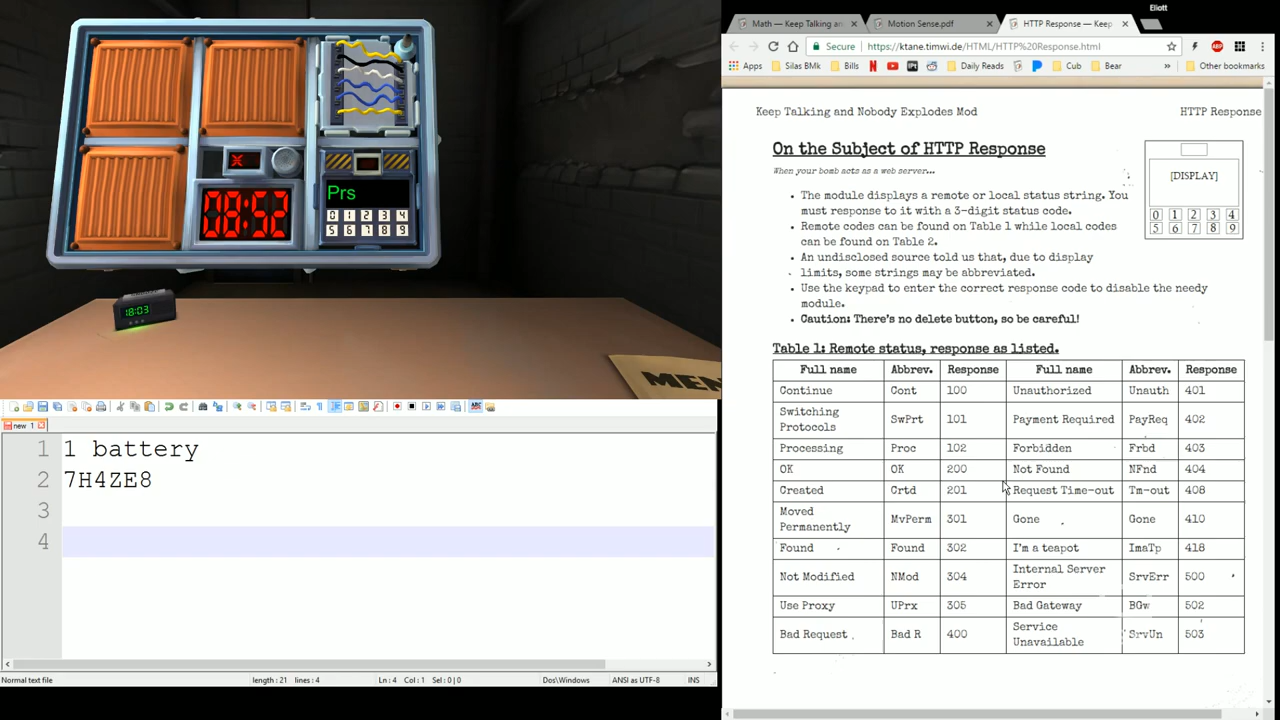 Eliott
Math — Keep Talking an
Motion Sense.pdf
HTTP Response — Keep
Secure
https://ktane.timwi.de/HTML/HTTP%20Response.html
Apps
Silas BMk
Bills
Daily Reads
Cub
Bear
»
Other bookmarks
Keep Talking and Nobody Explodes Mod
HTTP Response
On the Subject of HTTP Response
When your bomb acts as a web server…
• The module displays a remote or local status string. You
must response to it with a 3-digit status code.
• Remote codes can be found on Table 1 while local codes
can be found on Table 2.
• An undisclosed source told us that, due to display
limits, some strings may be abbreviated.
• Use the keypad to enter the correct response code to disable the needy
module.
• Caution: There's no delete button, so be careful!
[DISPLAY]
0 1 2 3 4
5 6 7 8 9
Table 1: Remote status, response as listed.
Full name Abbrev. Response Full name Abbrev. Response
Continue Cont 100 Unauthorized Unauth 401
Switching Protocols SwPrt 101 Payment Required PayReq 402
Processing Proc 102 Forbidden Frbd 403
OK OK 200 Not Found NFnd 404
Created Crtd 201 Request Time-out Tm-out 408
Moved Permanently MvPerm 301 Gone Gone 410
Found Found 302 I'm a teapot ImaTp 418
Not Modified NMod 304 Internal Server Error SrvErr 500
Use Proxy UPrx 305 Bad Gateway BGw 502
Bad Request Bad R 400 Service Unavailable SrvUn 503
X
08:52
Prs
0 1 2 3 4
5 6 7 8 9
18:03
MEN
new 1
1 1 battery
2 7H4ZE8
3
4
Normal text file
length : 21 lines : 4
Ln : 4 Col : 1 Sel : 0 | 0
Dos\Windows
ANSI as UTF-8
INS